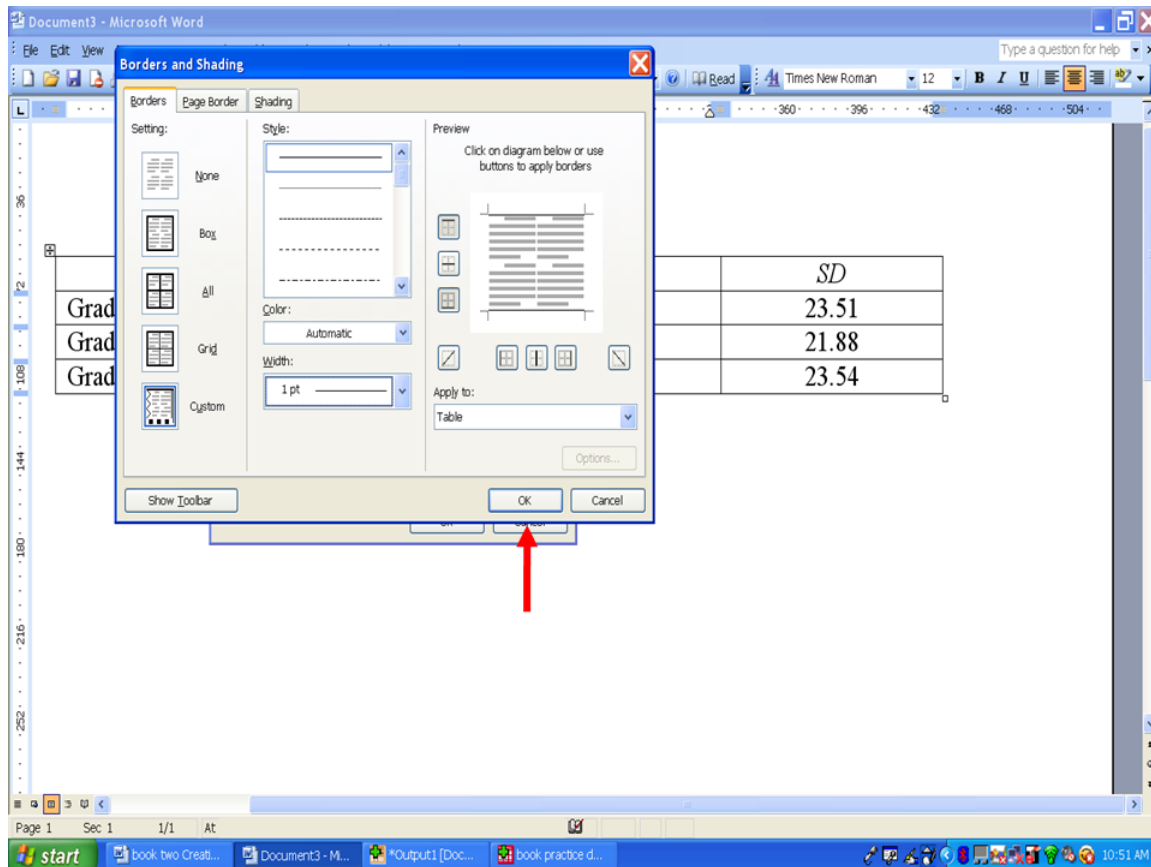 Document3 - Microsoft Word
File Edit View
Type a question for help
Read
Times New Roman
12
B I U
Borders and Shading
Borders Page Border Shading
Setting:
None
Box
All
Grid
Custom
Style:
Color:
Automatic
Width:
1 pt
Preview
Click on diagram below or use
buttons to apply borders
Apply to:
Table
Options...
Show Toolbar
OK Cancel
360 396 432 468 504
36
108
144
180
216
252
SD
Grad 23.51
Grad 21.88
Grad 23.54
Page 1 Sec 1 1/1 At
start
book two Creati...
Document3 - Mi...
*Output1 [Doc...
book practice d...
10:51 AM